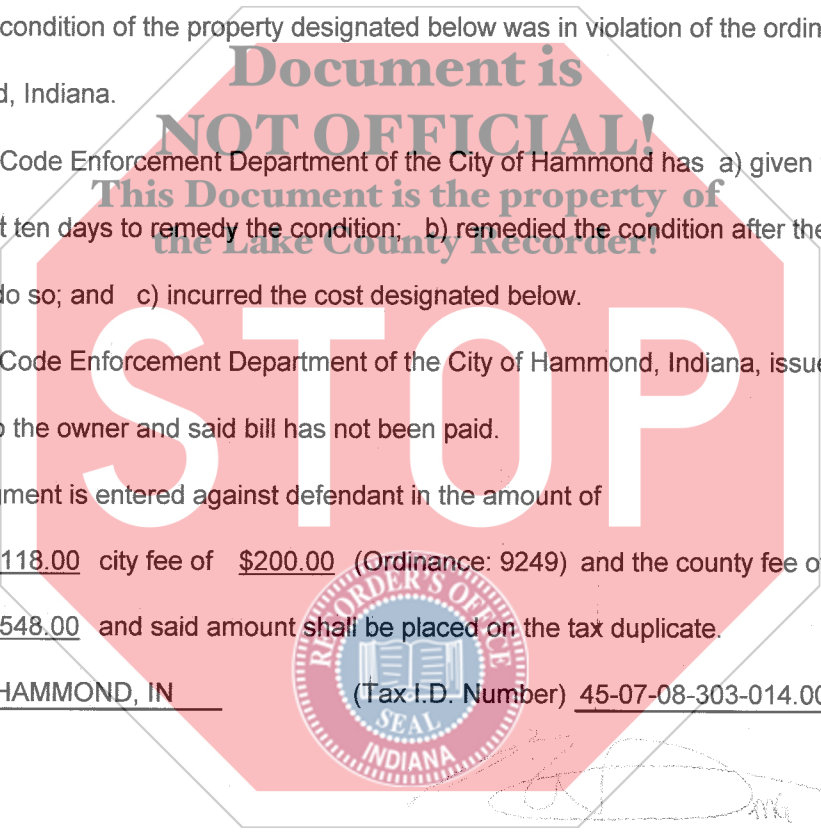 condition of the property designated below was in violation of the ordin
Document is
d, Indiana.
NOT OFFICIAL!
Code Enforcement Department of the City of Hammond has a) given
This Document is the property of
t ten days to remedy the condition; b) remedied the condition after the
the Lake County Recorder!
do so; and c) incurred the cost designated below.
STOP
Code Enforcement Department of the City of Hammond, Indiana, issue
o the owner and said bill has not been paid.
gment is entered against defendant in the amount of
118.00 city fee of $200.00 (Ordinance: 9249) and the county fee o
548.00 and said amount shall be placed on the tax duplicate.
HAMMOND, IN (Tax I.D. Number) 45-07-08-303-014.00
RECORDER'S OFFICE
SEAL
INDIANA